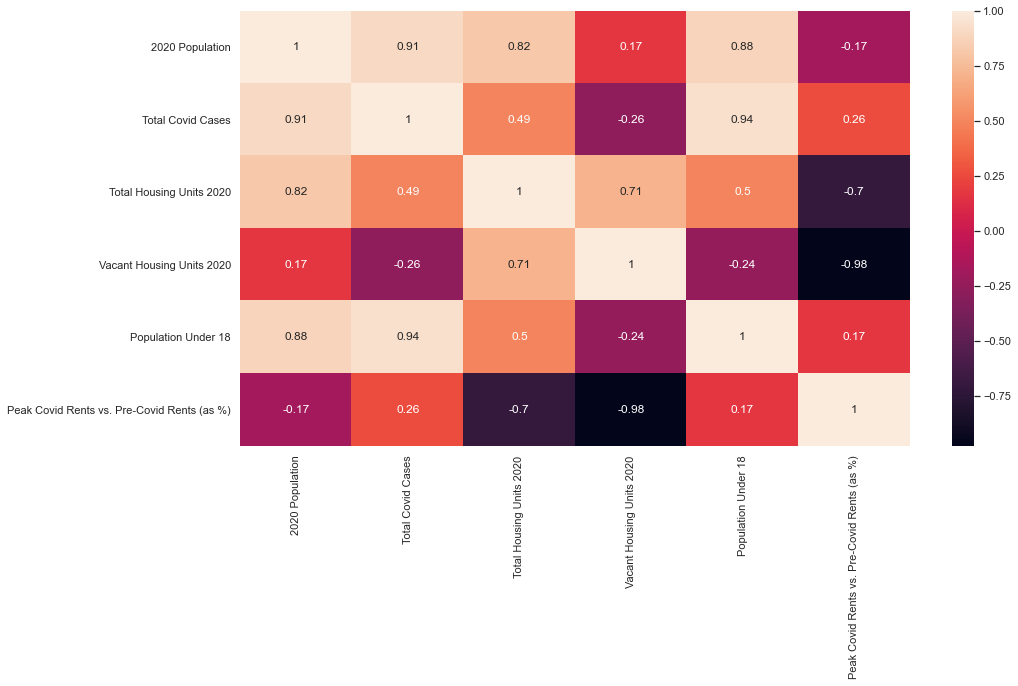 2020 Population 1 0.91 0.82 0.17 0.88 -0.17
Total Covid Cases 0.91 1 0.49 -0.26 0.94 0.26
Total Housing Units 2020 0.82 0.49 1 0.71 0.5 -0.7
Vacant Housing Units 2020 0.17 -0.26 0.71 1 -0.24 -0.98
Population Under 18 0.88 0.94 0.5 -0.24 1 0.17
Peak Covid Rents vs. Pre-Covid Rents (as %) -0.17 0.26 -0.7 -0.98 0.17 1
2020 Population
Total Covid Cases
Total Housing Units 2020
Vacant Housing Units 2020
Population Under 18
Peak Covid Rents vs. Pre-Covid Rents (as %)
1.00
0.75
0.50
0.25
0.00
−0.25
−0.50
−0.75